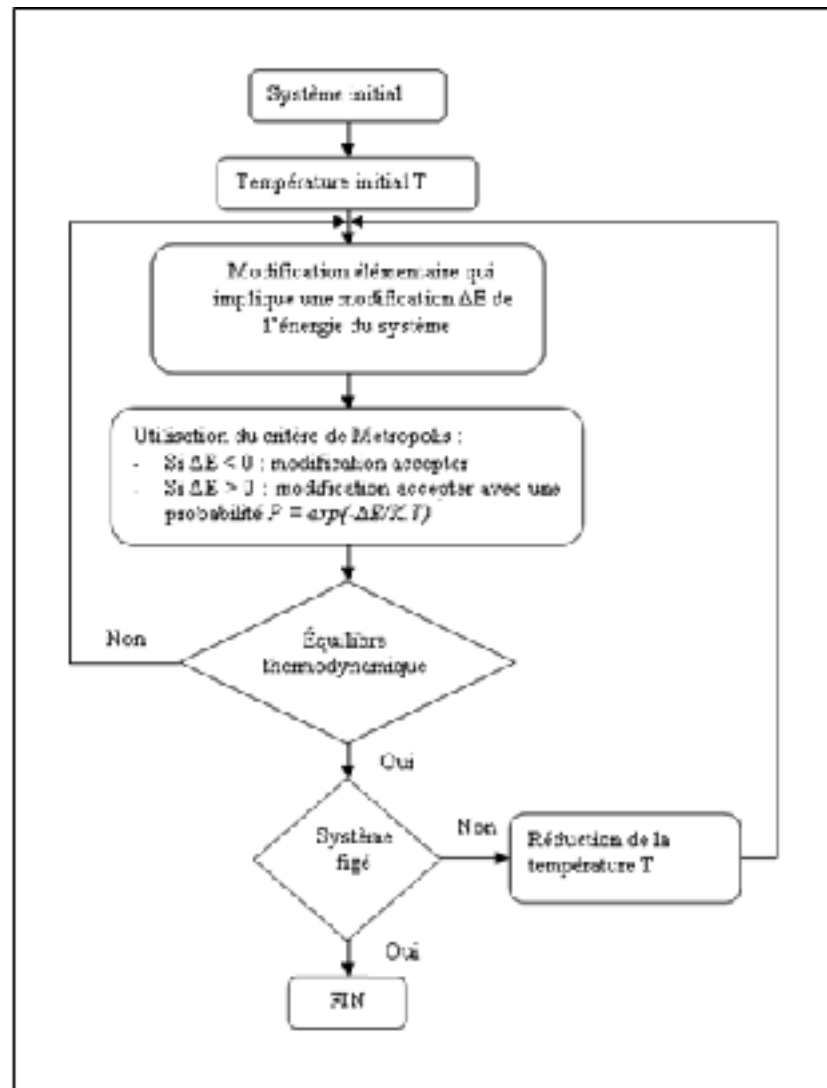 Système initial
Température initial T
Modification élémentaire qui
implique une modification ΔE de
l'énergie du système
Utilisation du critère de Metropolis :
- Si ΔE < 0 : modification accepter
- Si ΔE > 0 : modification accepter avec une
probabilité P = exp(-ΔE/K.T)
Non
Équilibre
thermodynamique
Oui
Système
figé
Non
Réduction de la
température T
Oui
FIN